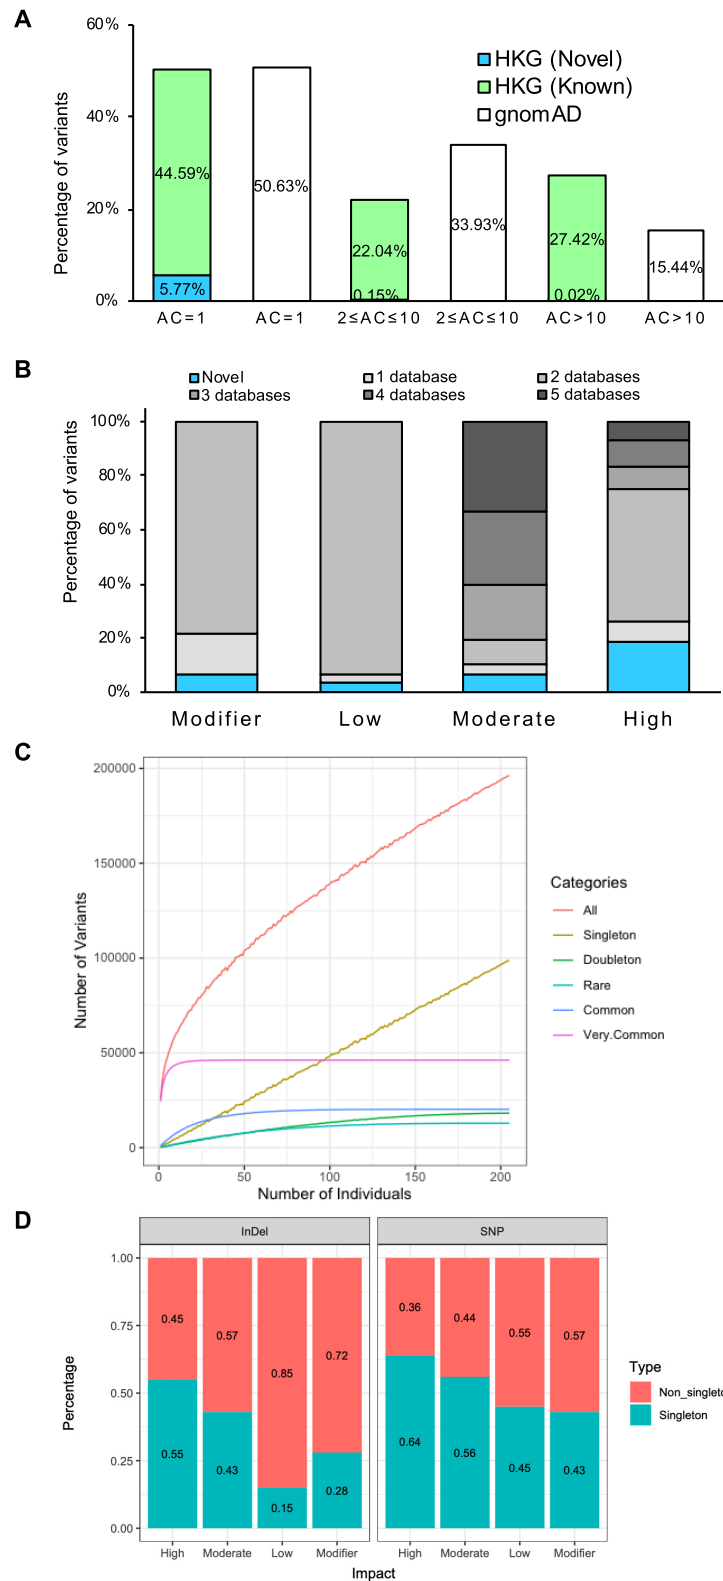 A
60%
40%
20%
0%
Percentage of variants
HKG (Novel)
HKG (Known)
gnomAD
44.59%
5.77%
50.63%
22.04%
0.15%
33.93%
27.42%
0.02%
15.44%
AC=1 AC=1 2≤AC≤10 2≤AC≤10 AC>10 AC>10
B
Novel 1 database 2 databases
3 databases 4 databases 5 databases
100%
80%
60%
40%
20%
0%
Percentage of variants
Modifier Low Moderate High
C
200000
150000
100000
50000
0
Number of Variants
0 50 100 150 200
Number of Individuals
Categories
All
Singleton
Doubleton
Rare
Common
Very.Common
D
InDel SNP
1.00
0.75
0.50
0.25
0.00
Percentage
0.45 0.57 0.85 0.72 0.36 0.44 0.55 0.57
0.55 0.43 0.15 0.28 0.64 0.56 0.45 0.43
High Moderate Low Modifier High Moderate Low Modifier
Impact
Type
Non_singleto
Singleton